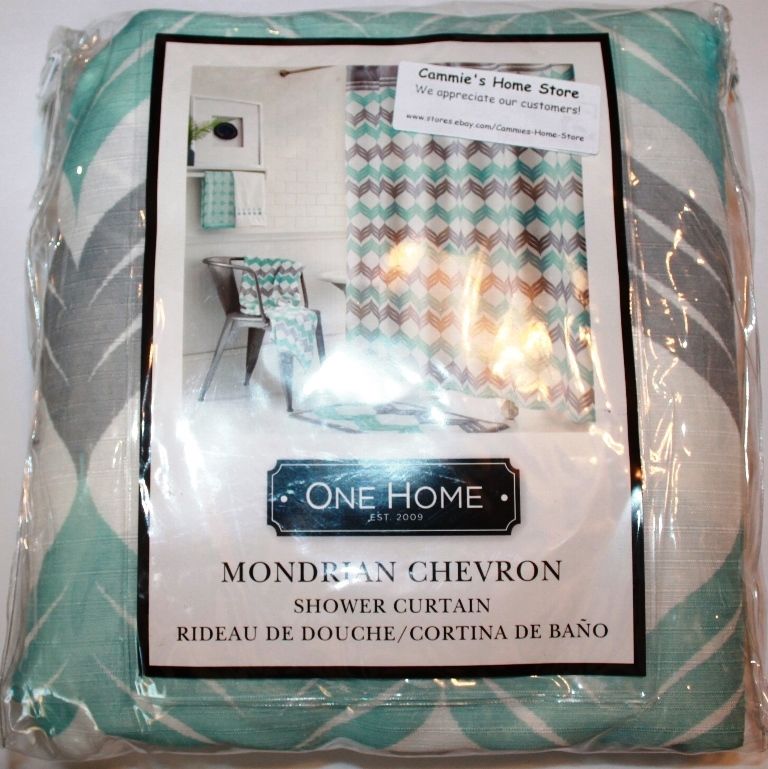 Cammie's Home Store
We appreciate our customers!
www.stores.ebay.com/Cammies-Home-Store
ONE HOME
EST. 2009
MONDRIAN CHEVRON
SHOWER CURTAIN
RIDEAU DE DOUCHE/CORTINA DE BAÑO